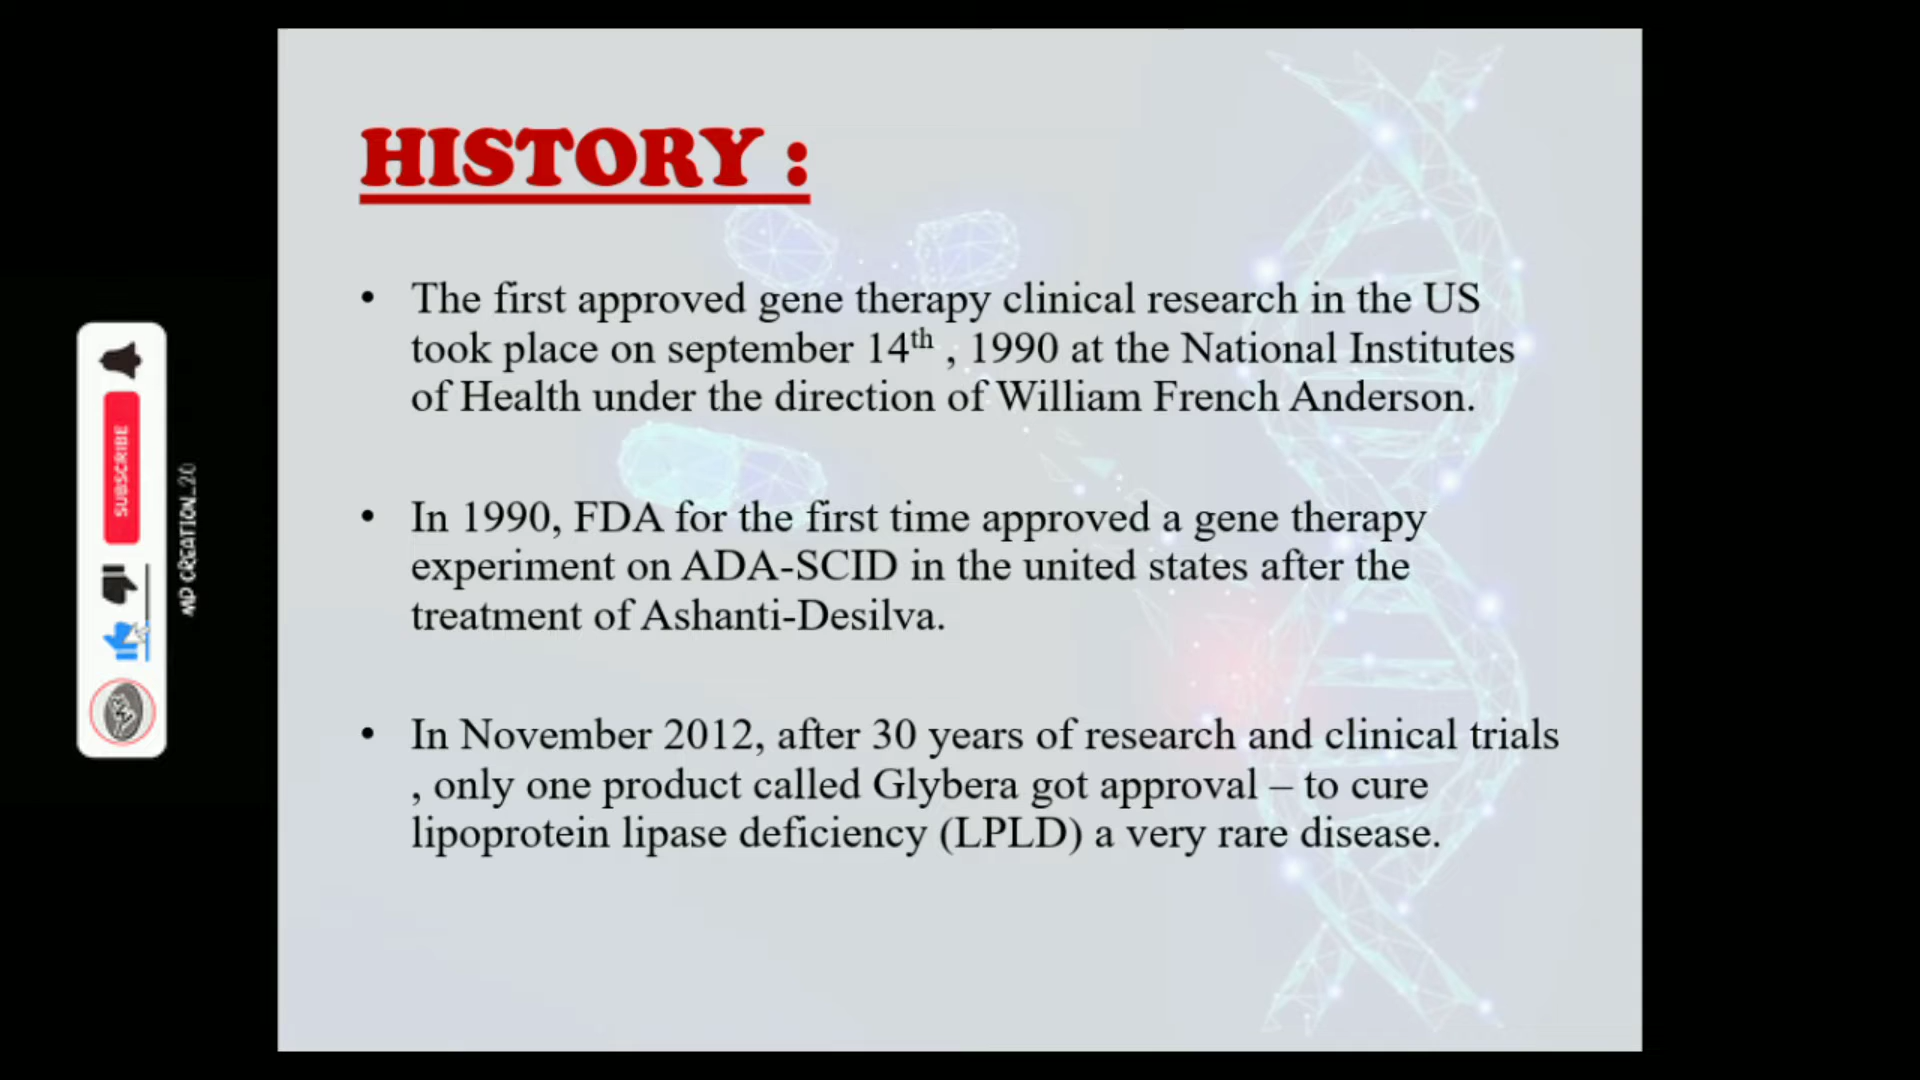 HISTORY :
• The first approved gene therapy clinical research in the US
took place on september 14th , 1990 at the National Institutes
of Health under the direction of William French Anderson.
• In 1990, FDA for the first time approved a gene therapy
experiment on ADA-SCID in the united states after the
treatment of Ashanti-Desilva.
• In November 2012, after 30 years of research and clinical trials
, only one product called Glybera got approval – to cure
lipoprotein lipase deficiency (LPLD) a very rare disease.
SUBSCRIBE
MD CREATION_2.0